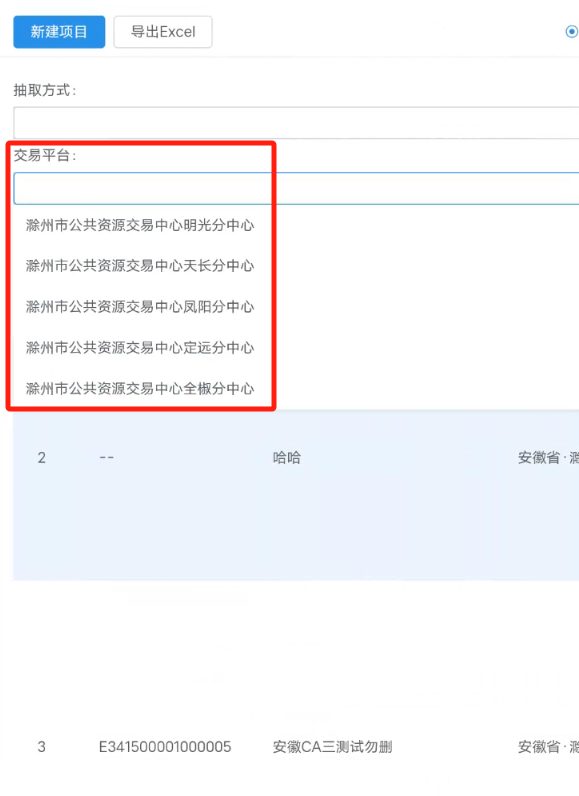 新建项目 导出Excel
抽取方式:
交易平台:
滁州市公共资源交易中心明光分中心
滁州市公共资源交易中心天长分中心
滁州市公共资源交易中心凤阳分中心
滁州市公共资源交易中心定远分中心
滁州市公共资源交易中心全椒分中心
2 -- 哈哈 安徽省·滁
3 E341500001000005 安徽CA三测试勿删 安徽省·滁